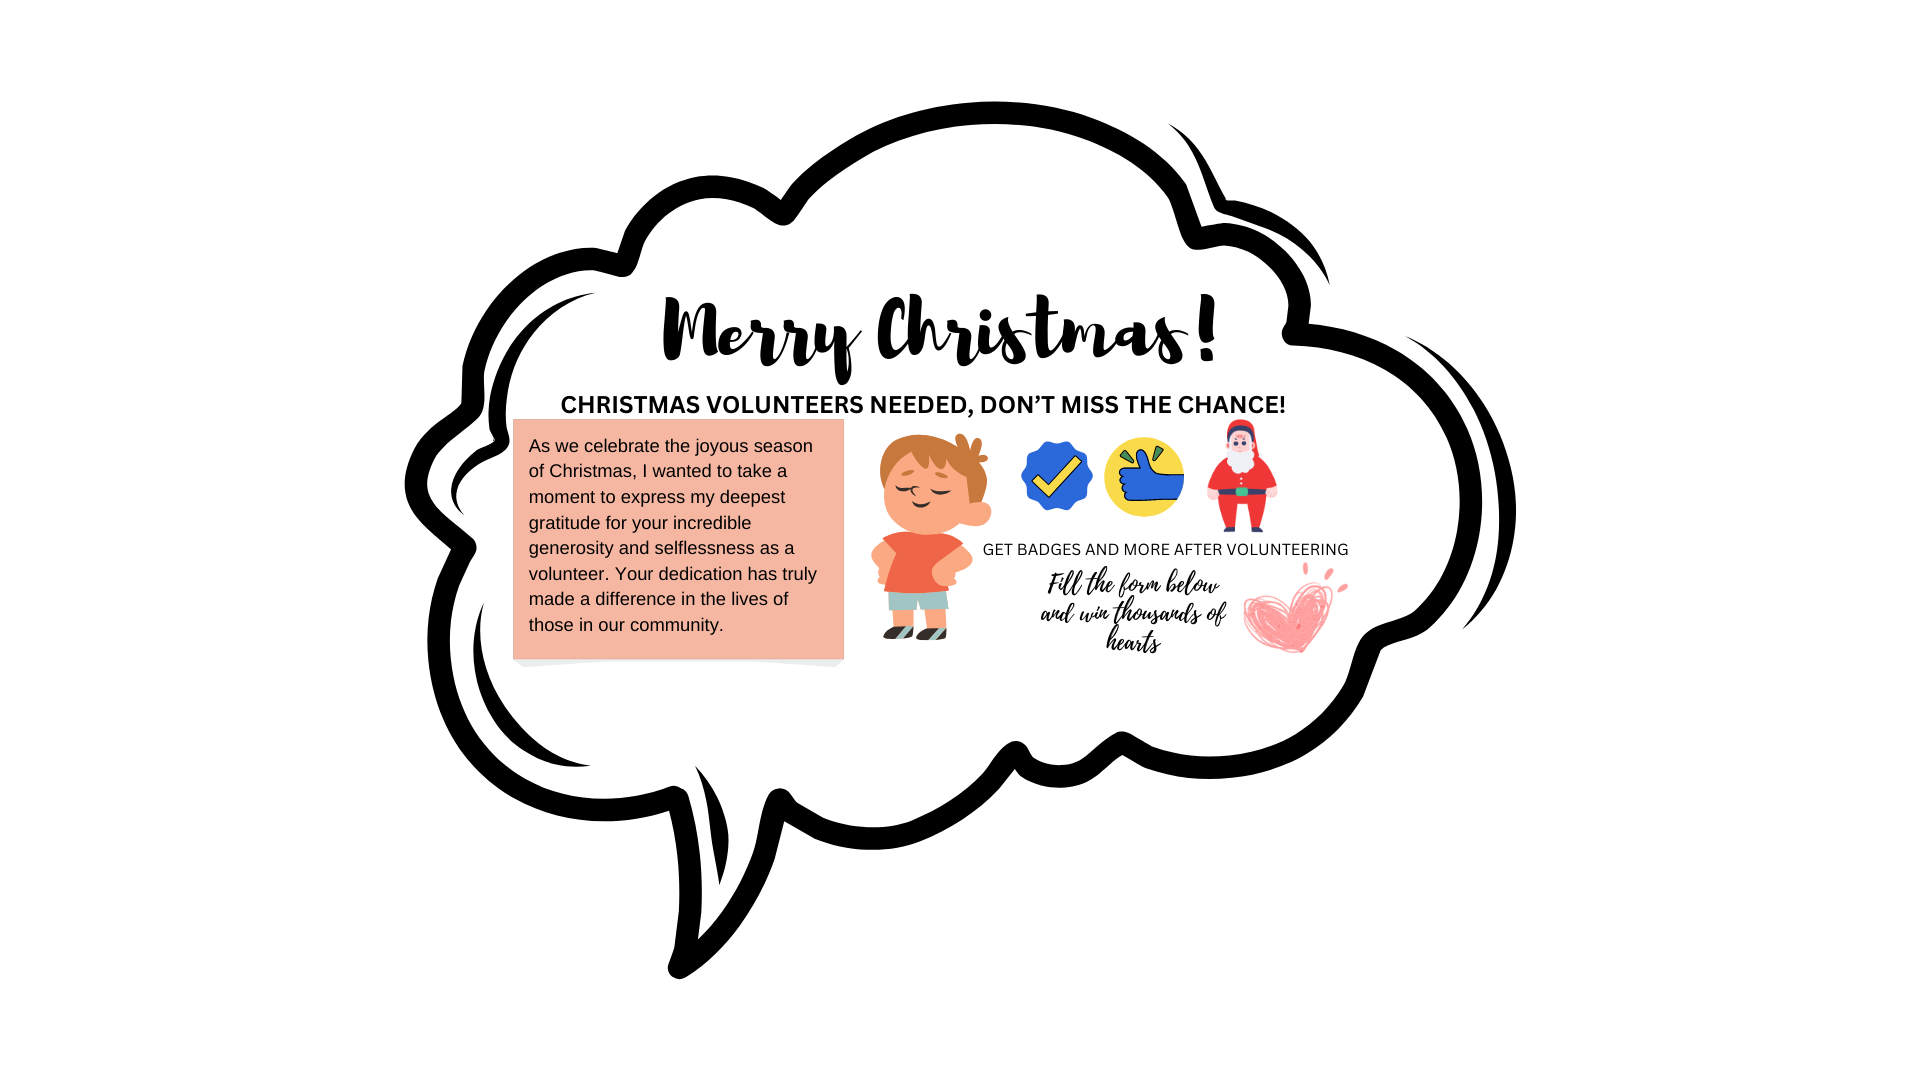 Merry Christmas!
CHRISTMAS VOLUNTEERS NEEDED, DON’T MISS THE CHANCE!
As we celebrate the joyous season
of Christmas, I wanted to take a
moment to express my deepest
gratitude for your incredible
generosity and selflessness as a
volunteer. Your dedication has truly
made a difference in the lives of
those in our community.
GET BADGES AND MORE AFTER VOLUNTEERING
Fill the form below
and win thousands of
hearts